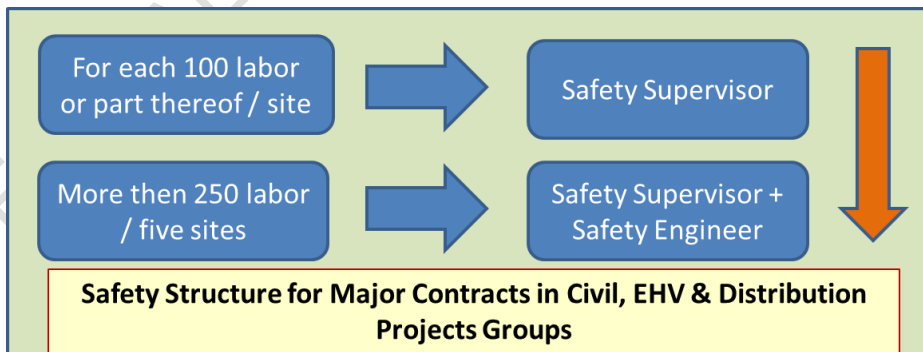 For each 100 labor
or part thereof / site
Safety Supervisor
More then 250 labor
/ five sites
Safety Supervisor +
Safety Engineer
Safety Structure for Major Contracts in Civil, EHV & Distribution
Projects Groups